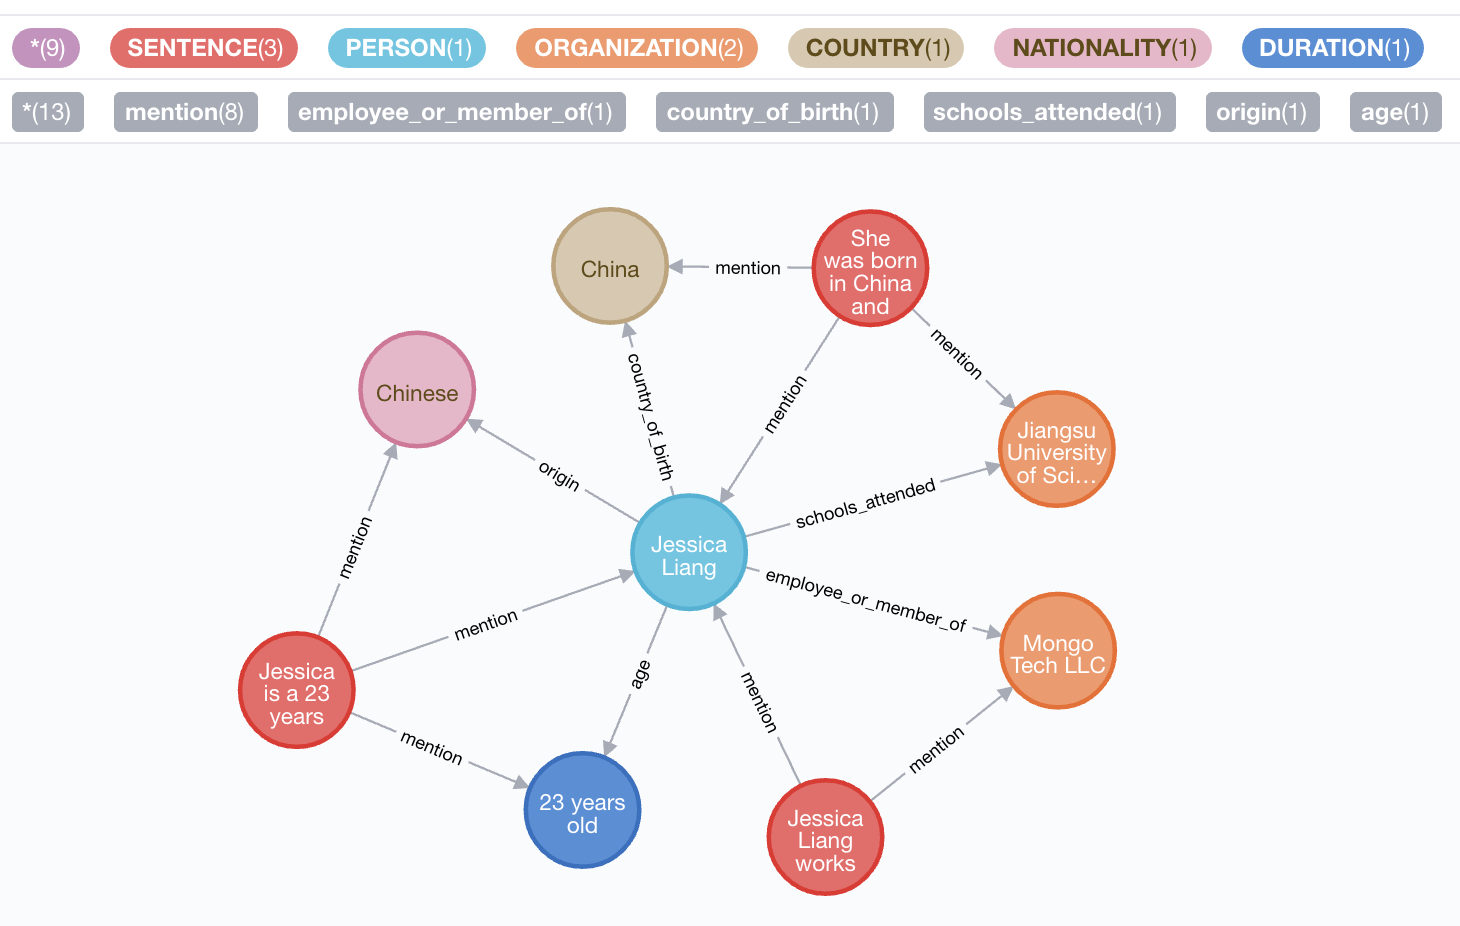 *(9) SENTENCE(3) PERSON(1) ORGANIZATION(2) COUNTRY(1) NATIONALITY(1) DURATION(1)
*(13) mention(8) employee_or_member_of(1) country_of_birth(1) schools_attended(1) origin(1) age(1)
She
was born
in China
and
China
mention
mention
country_of_birth
mention
Chinese
Jiangsu
University
of Sci...
origin
schools_attended
mention
Jessica
Liang
employee_or_member_of
mention
Mongo
Tech LLC
Jessica
is a 23
years
age
mention
mention
mention
23 years
old
Jessica
Liang
works